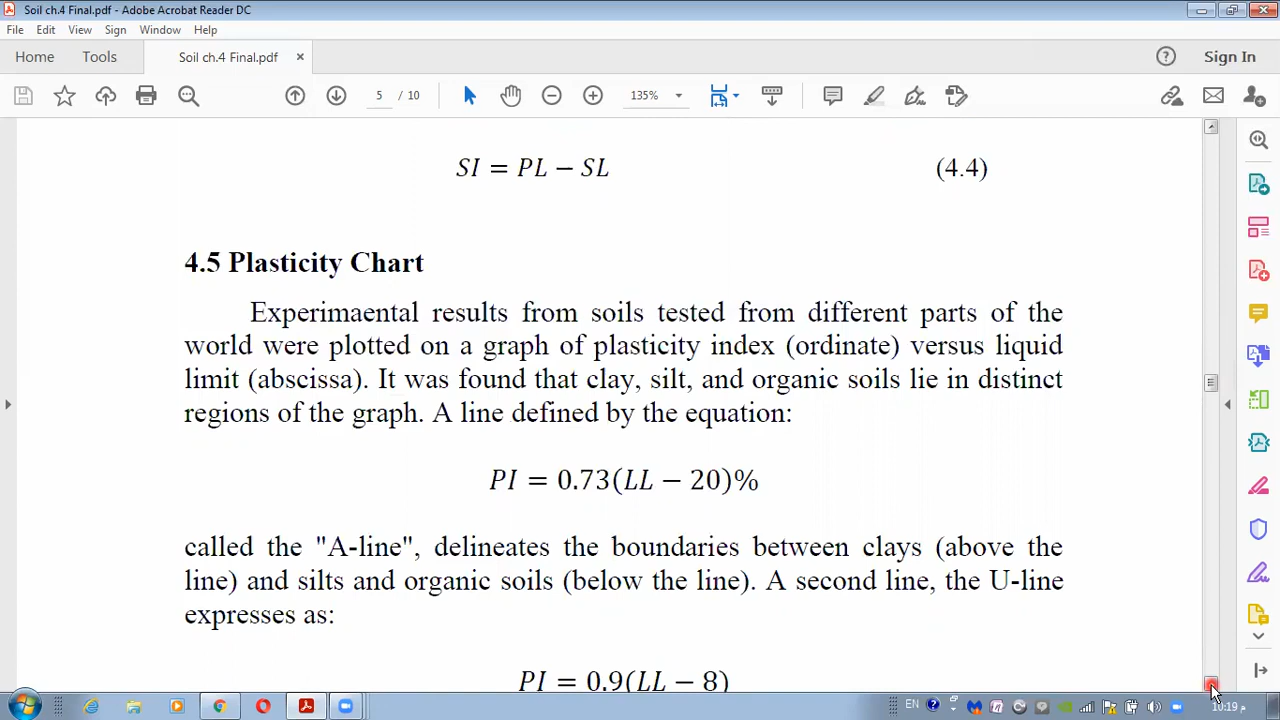 Soil ch.4 Final.pdf - Adobe Acrobat Reader DC
File Edit View Sign Window Help
Home Tools Soil ch.4 Final.pdf × Sign In
5 / 10 135%
SI = PL − SL (4.4)
4.5 Plasticity Chart
Experimaental results from soils tested from different parts of the
world were plotted on a graph of plasticity index (ordinate) versus liquid
limit (abscissa). It was found that clay, silt, and organic soils lie in distinct
regions of the graph. A line defined by the equation:
PI = 0.73(LL − 20)%
called the "A-line", delineates the boundaries between clays (above the
line) and silts and organic soils (below the line). A second line, the U-line
expresses as:
PI = 0.9(LL − 8)
EN م 10:19